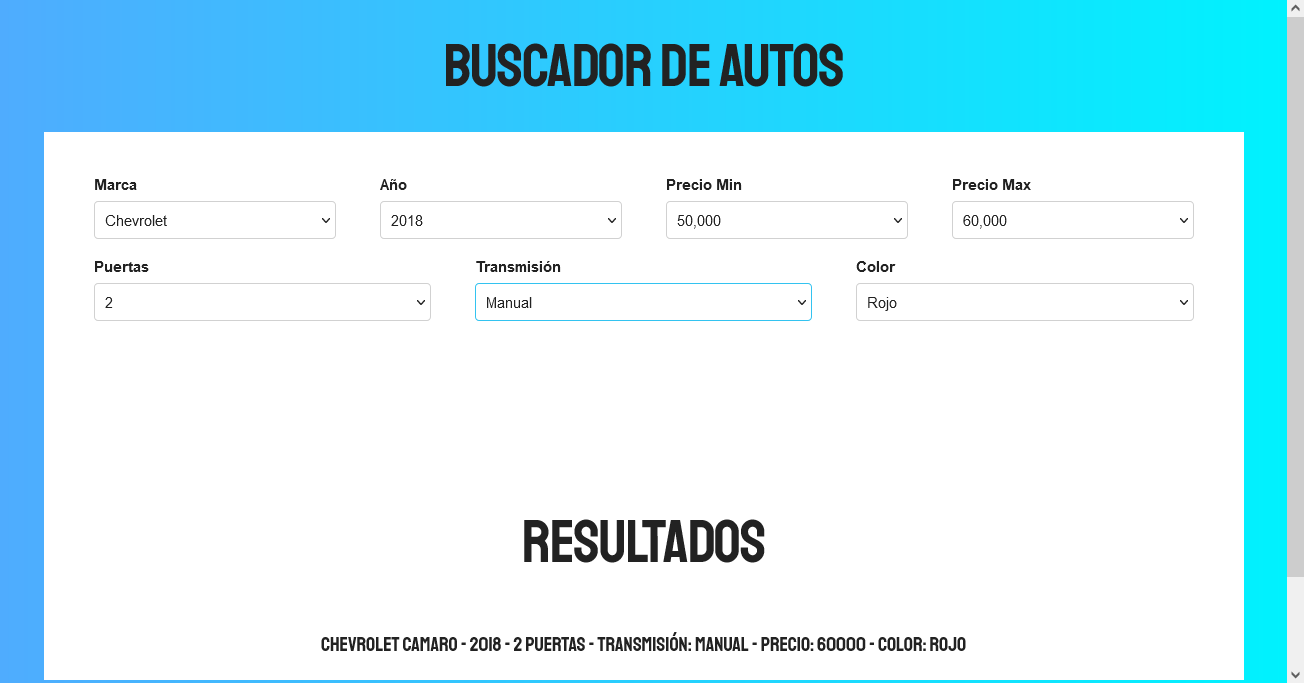 BUSCADOR DE AUTOS
Marca Año Precio Min Precio Max
Chevrolet 2018 50,000 60,000
Puertas Transmisión Color
2 Manual Rojo
RESULTADOS
CHEVROLET CAMARO - 2018 - 2 PUERTAS - TRANSMISIÓN: MANUAL - PRECIO: 60000 - COLOR: ROJO